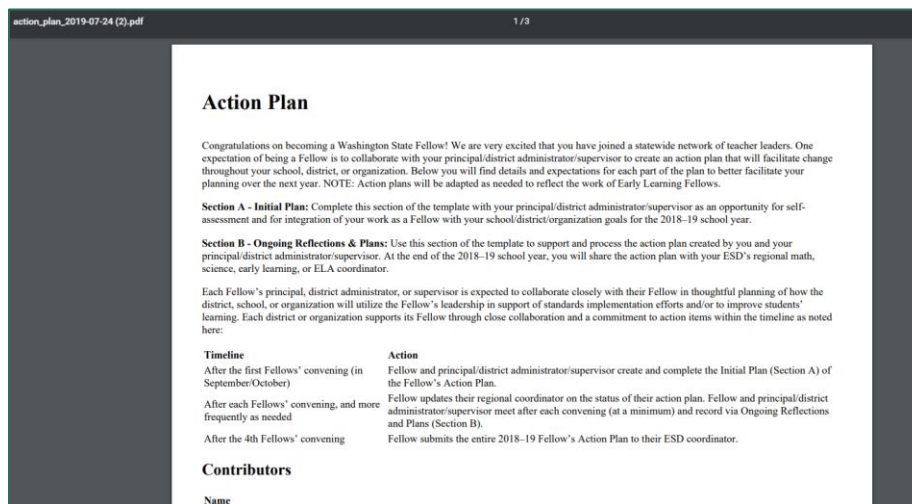 action_plan_2019-07-24 (2).pdf
1 / 3
Action Plan
Congratulations on becoming a Washington State Fellow! We are very excited that you have joined a statewide network of teacher leaders. One
expectation of being a Fellow is to collaborate with your principal/district administrator/supervisor to create an action plan that will facilitate change
throughout your school, district, or organization. Below you will find details and expectations for each part of the plan to better facilitate your
planning over the next year. NOTE: Action plans will be adapted as needed to reflect the work of Early Learning Fellows.
Section A - Initial Plan: Complete this section of the template with your principal/district administrator/supervisor as an opportunity for self-
assessment and for integration of your work as a Fellow with your school/district/organization goals for the 2018–19 school year.
Section B - Ongoing Reflections & Plans: Use this section of the template to support and process the action plan created by you and your
principal/district administrator/supervisor. At the end of the 2018–19 school year, you will share the action plan with your ESD's regional math,
science, early learning, or ELA coordinator.
Each Fellow's principal, district administrator, or supervisor is expected to collaborate closely with their Fellow in thoughtful planning of how the
district, school, or organization will utilize the Fellow's leadership in support of standards implementation efforts and/or to improve students'
learning. Each district or organization supports its Fellow through close collaboration and a commitment to action items within the timeline as noted
here:
Timeline Action
After the first Fellows' convening (in
September/October)
Fellow and principal/district administrator/supervisor create and complete the Initial Plan (Section A) of
the Fellow's Action Plan.
After each Fellows' convening, and more
frequently as needed
Fellow updates their regional coordinator on the status of their action plan. Fellow and principal/district
administrator/supervisor meet after each convening (at a minimum) and record via Ongoing Reflections
and Plans (Section B).
After the 4th Fellows' convening
Fellow submits the entire 2018–19 Fellow's Action Plan to their ESD coordinator.
Contributors
Name